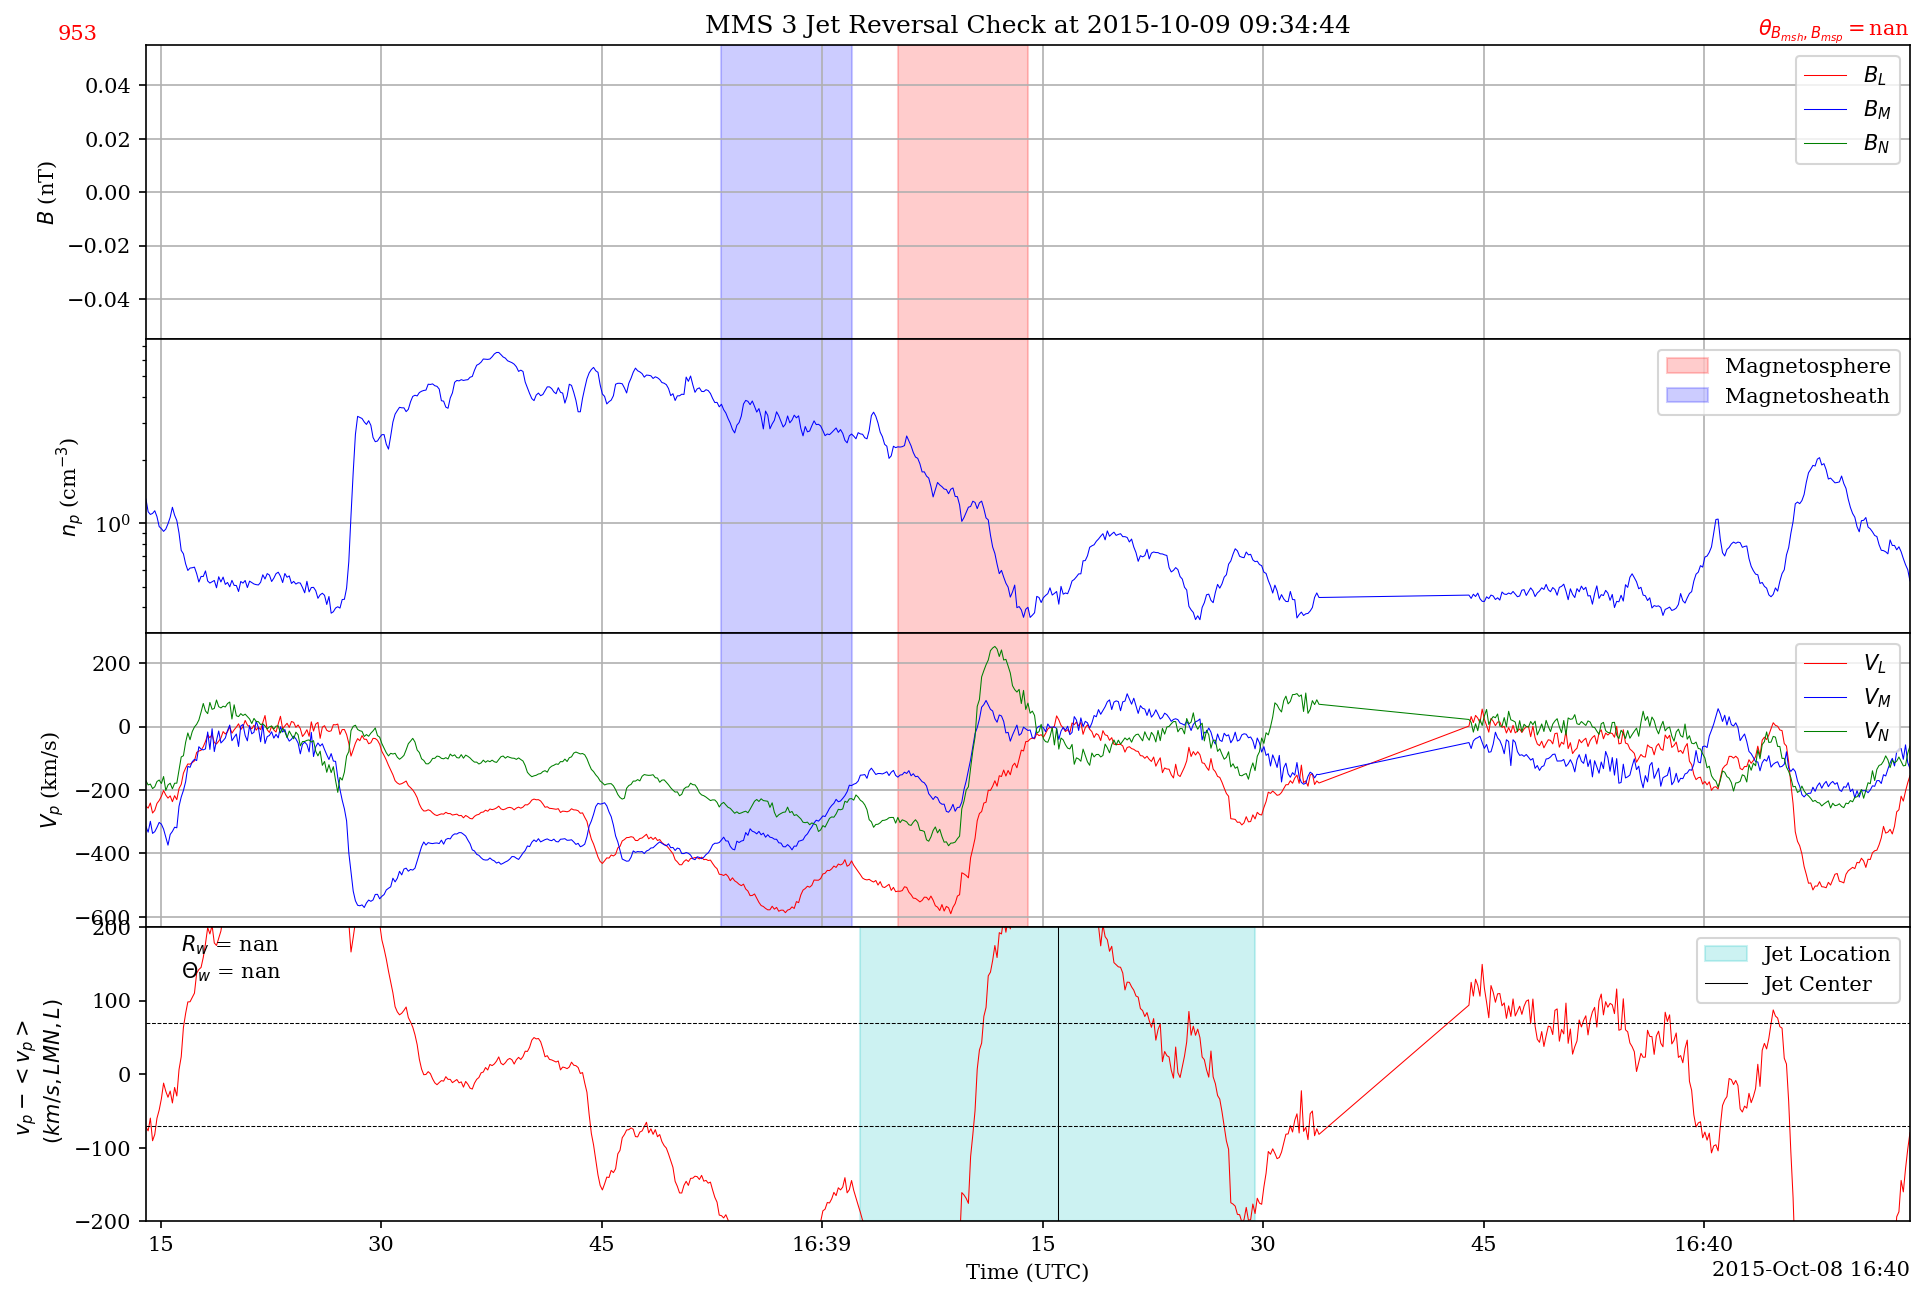 MMS 3 Jet Reversal Check at 2015-10-09 09:34:44
953
θ_{B_{msh}, B_{msp}} = nan
0.04
0.02
0.00
−0.02
−0.04
B (nT)
B_L
B_M
B_N
10^0
n_p (cm^{−3})
Magnetosphere
Magnetosheath
200
0
−200
−400
−600
V_p (km/s)
V_L
V_M
V_N
200
100
0
−100
−200
v_p − < v_p >
(km/s, LMN, L)
R_w = nan
Θ_w = nan
Jet Location
Jet Center
15 30 45 16:39 15 30 45 16:40
Time (UTC)
2015-Oct-08 16:40